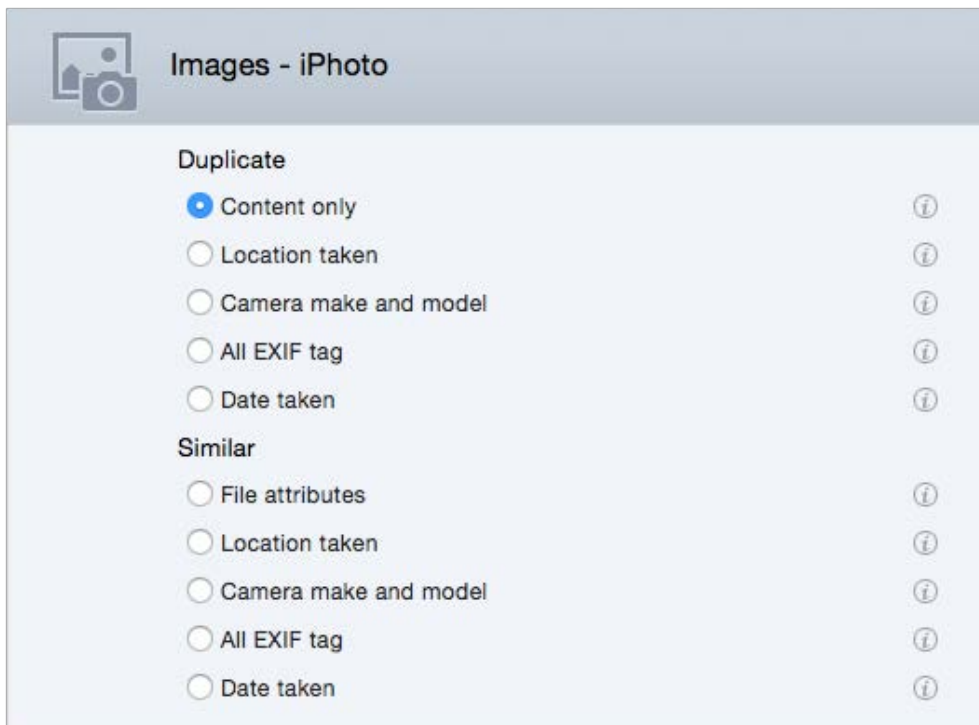 Images - iPhoto
Duplicate
Content only
Location taken
Camera make and model
All EXIF tag
Date taken
Similar
File attributes
Location taken
Camera make and model
All EXIF tag
Date taken